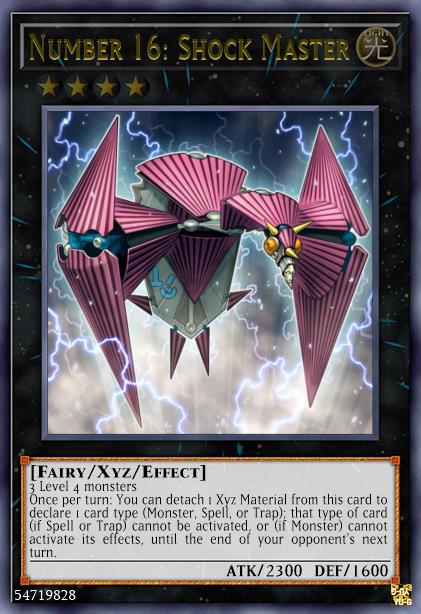 NUMBER 16: SHOCK MASTER
LIGHT
光
[FAIRY/XYZ/EFFECT]
3 Level 4 monsters
Once per turn: You can detach 1 Xyz Material from this card to
declare 1 card type (Monster, Spell, or Trap); that type of card
(if Spell or Trap) cannot be activated, or (if Monster) cannot
activate its effects, until the end of your opponent's next
turn.
ATK/2300 DEF/1600
54719828